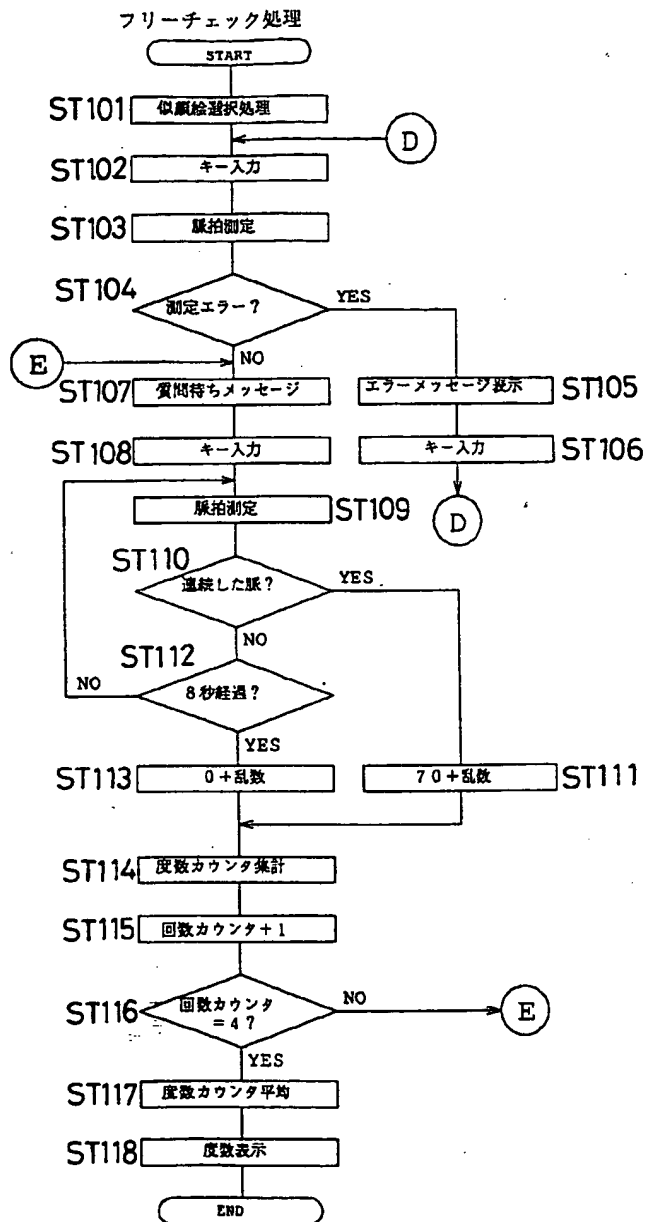 フリーチェック処理
START
ST101 似顔絵選択処理
D
ST102 キー入力
ST103 脈拍測定
ST104 測定エラー?
YES
E
NO
ST107 質問待ちメッセージ
エラーメッセージ表示 ST105
ST108 キー入力
キー入力 ST106
脈拍測定 ST109
D
ST110 連続した脈?
YES
NO
ST112 8秒経過?
NO
YES
ST113 0+乱数
70+乱数 ST111
ST114 度数カウンタ集計
ST115 回数カウンタ+1
ST116 回数カウンタ
=4?
NO
E
YES
ST117 度数カウンタ平均
ST118 度数表示
END